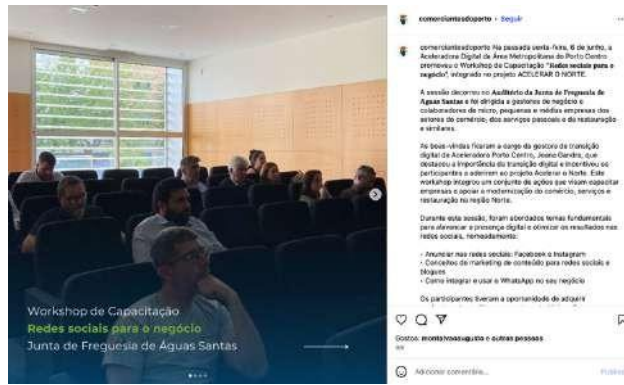 Workshop de Capacitação
Redes sociais para o negócio
Junta de Freguesia de Águas Santas
comerciantesdoporto • Seguir
comerciantesdoporto Na passada sexta-feira, 6 de junho, a
Aceleradora Digital da Área Metropolitana do Porto Centro
promoveu o Workshop de Capacitação "Redes sociais para o
negócio", integrado no projeto ACELERAR O NORTE.
A sessão decorreu no Auditório da Junta de Freguesia de
Águas Santas e foi dirigida a gestores de negócio e
colaboradores de micro, pequenas e médias empresas dos
setores do comércio, dos serviços pessoais e da restauração
e similares.
As boas-vindas ficaram a cargo da gestora de transição
digital da Aceleradora Porto Centro, Joana Gandra, que
destacou a importância da transição digital e incentivou os
participantes a aderirem ao projeto Acelerar o Norte. Este
workshop integrou um conjunto de ações que visam capacitar
empresas e apoiar a modernização do comércio, serviços e
restauração na região Norte.
Durante esta sessão, foram abordados temas fundamentais
para alavancar a presença digital e otimizar os resultados nas
redes sociais, nomeadamente:
- Anunciar nas redes sociais: Facebook e Instagram
- Conceitos de marketing de conteúdo para redes sociais e
blogues
- Como integrar e usar o WhatsApp no seu negócio
Os participantes tiveram a oportunidade de adquirir
Gostos: montalvaoaugusto e outras pessoas
Adicionar comentário...
Publicar